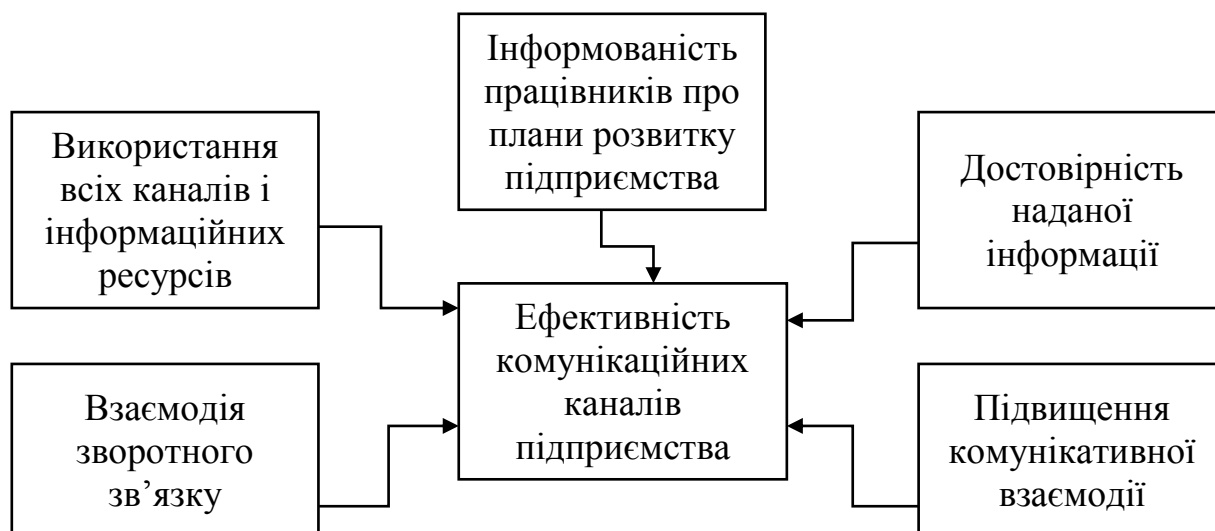 Інформованість
працівників про
плани розвитку
підприємства
Використання
всіх каналів і
інформаційних
ресурсів
Достовірність
наданої
інформації
Ефективність
комунікаційних
каналів
підприємства
Взаємодія
зворотного
зв’язку
Підвищення
комунікативної
взаємодії